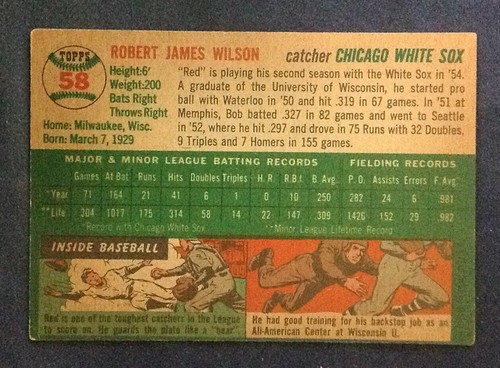 TOPPS
58
ROBERT JAMES WILSON catcher CHICAGO WHITE SOX
Height:6'
Weight:200
Bats Right
Throws Right
Home: Milwaukee, Wisc.
Born: March 7, 1929
"Red" is playing his second season with the White Sox in '54.
A graduate of the University of Wisconsin, he started pro
ball with Waterloo in '50 and hit .319 in 67 games. In '51 at
Memphis, Bob batted .327 in 82 games and went to Seattle
in '52, where he hit .297 and drove in 75 Runs with 32 Doubles,
9 Triples and 7 Homers in 155 games.
MAJOR & MINOR LEAGUE BATTING RECORDS FIELDING RECORDS
Games At Bat Runs Hits Doubles Triples H.R. R.B.I. B. Avg. P.O. Assists Errors F. Avg.
*Year 71 164 21 41 6 1 0 10 250 282 24 6 981
**Life 304 1017 175 314 58 14 22 147 309 1426 152 29 .982
*Record with Chicago White Sox **Minor League Lifetime Record
INSIDE BASEBALL
Red is one of the toughest catchers in the League
to score on. He guards the plate like a "bear".
He had good training for his backstop job as an
All-American Center at Wisconsin U.